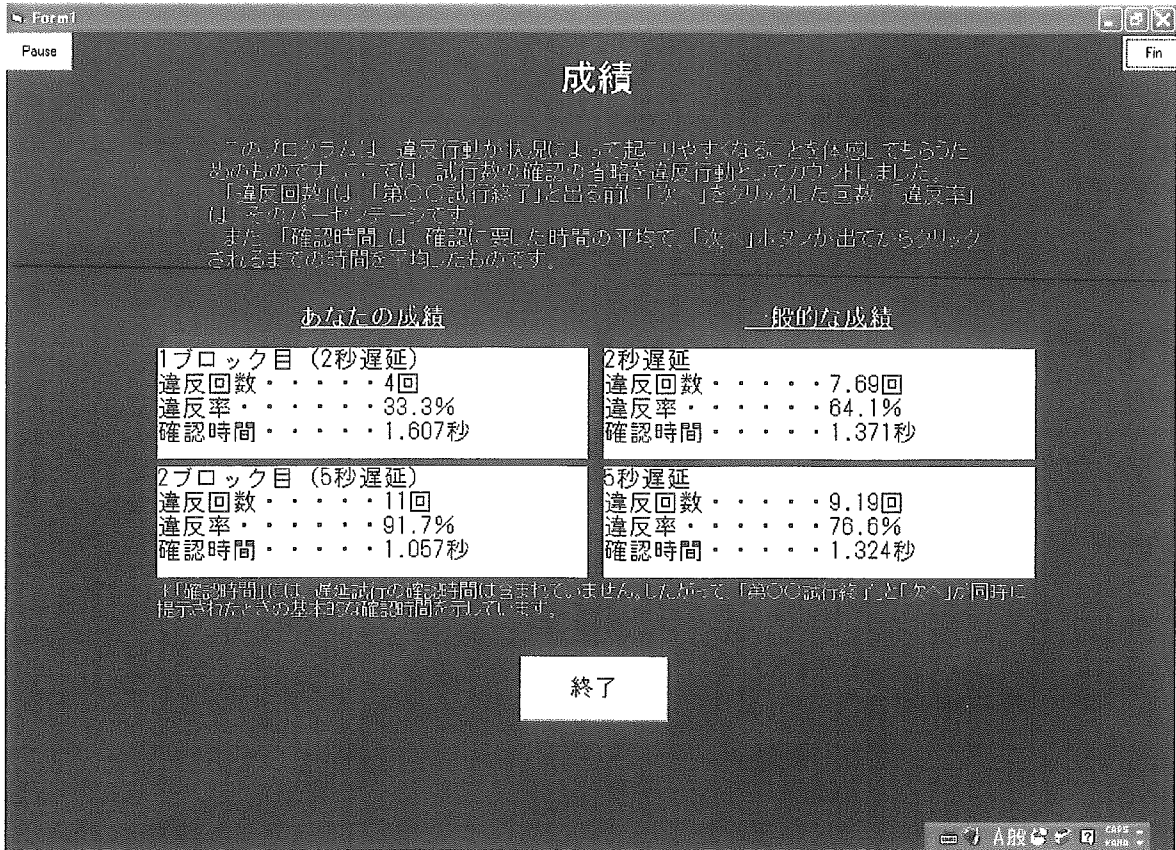 Form1
Pause
Fin
成績
このプログラムは、違反行動が状況によって起こりやすくなることを体感してもらうた
めのものです。ここでは、試行数の確認の省略を違反行動としてカウントしました。
「違反回数」は、「第〇〇試行終了」と出る前に「次へ」をクリックした回数、「違反率」
は、そのパーセンテージです。
また、「確認時間」は、確認に要した時間の平均で、「次へ」ボタンが出てからクリック
されるまでの時間を平均したものです。
あなたの成績
一般的な成績
1ブロック目(2秒遅延)
違反回数・・・・・4回
違反率・・・・・・33.3%
確認時間・・・・・1.607秒
2秒遅延
違反回数・・・・・7.69回
違反率・・・・・・64.1%
確認時間・・・・・1.371秒
2ブロック目(5秒遅延)
違反回数・・・・・11回
違反率・・・・・・91.7%
確認時間・・・・・1.057秒
5秒遅延
違反回数・・・・・9.19回
違反率・・・・・・76.6%
確認時間・・・・・1.324秒
※「確認時間」には、遅延試行の確認時間は含まれていません。したがって、「第〇〇試行終了」と「次へ」が同時に
提示されたときの基本的な確認時間を示しています。
終了
A般
CAPS
KANA